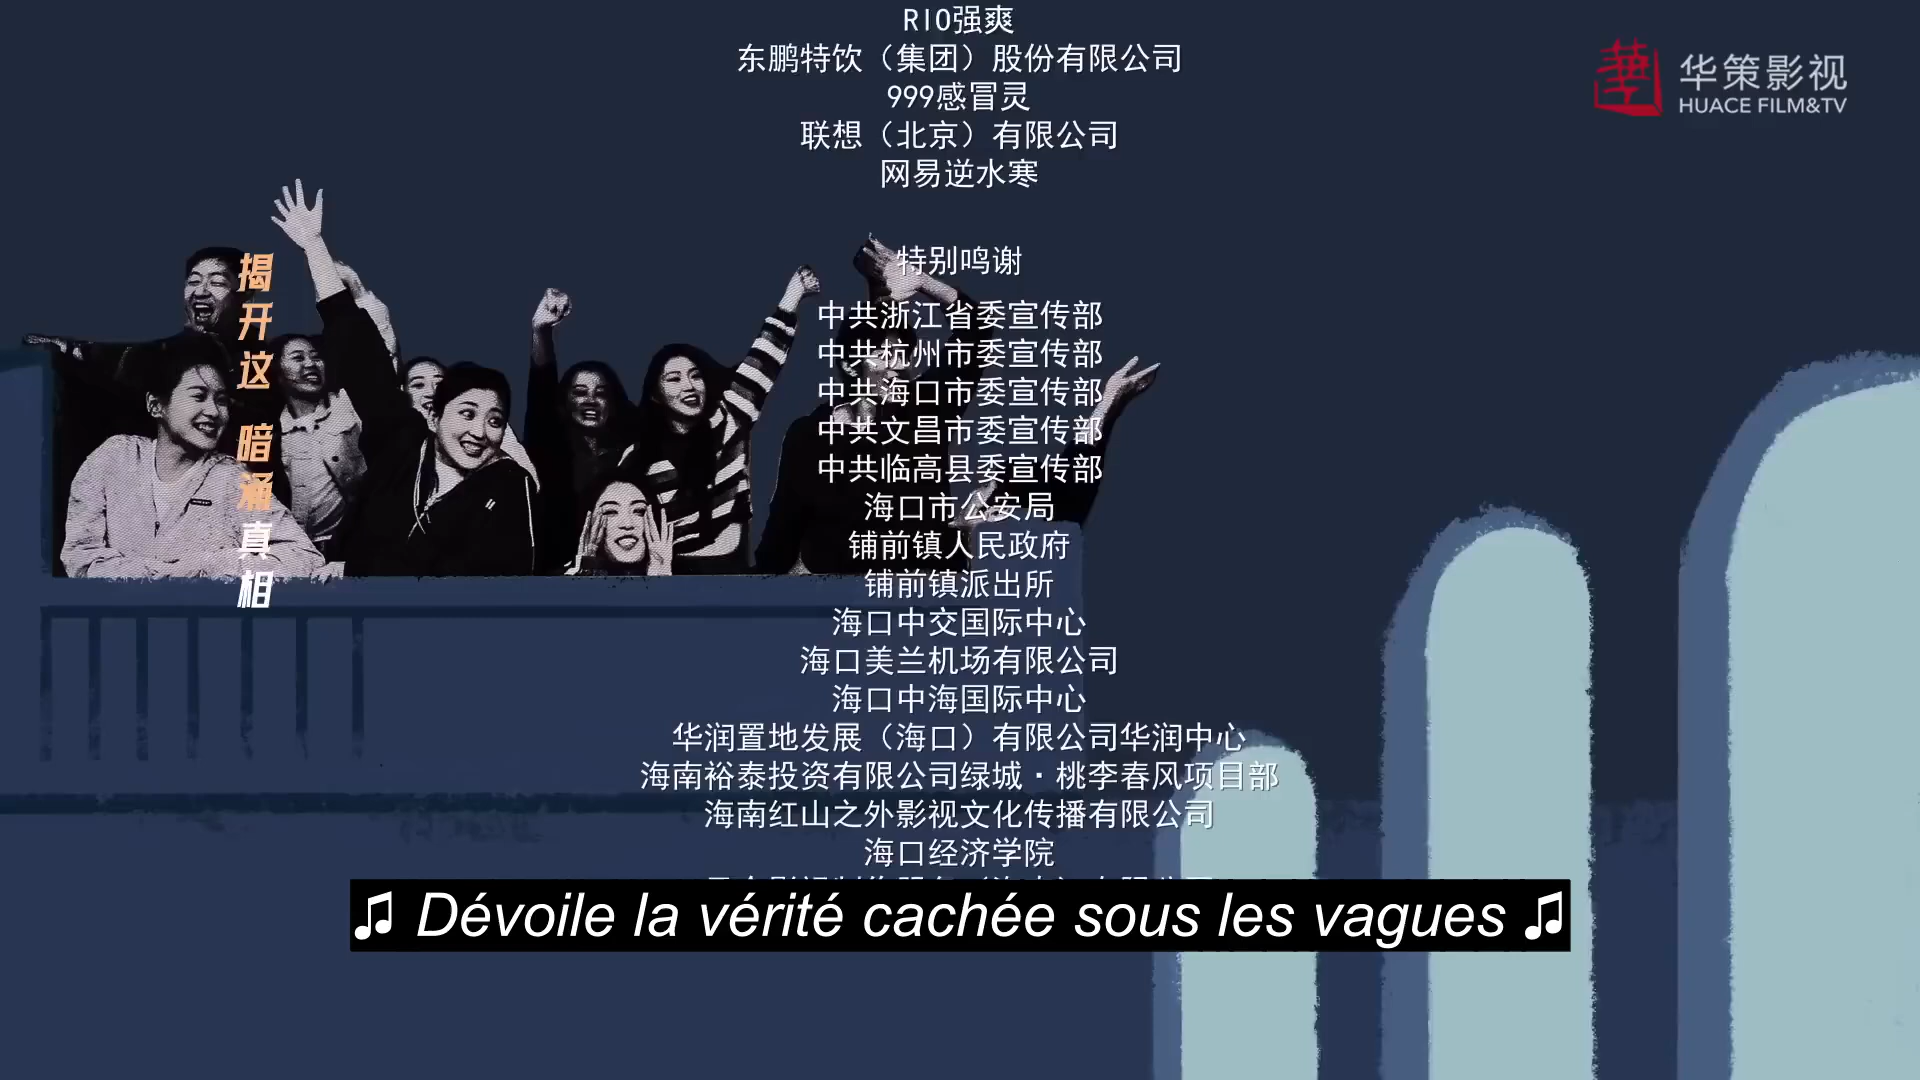 RIO强爽
东鹏特饮（集团）股份有限公司
999感冒灵
联想（北京）有限公司
网易逆水寒
华策影视
HUACE FILM&TV
特别鸣谢
中共浙江省委宣传部
中共杭州市委宣传部
中共海口市委宣传部
中共文昌市委宣传部
中共临高县委宣传部
海口市公安局
铺前镇人民政府
铺前镇派出所
海口中交国际中心
海口美兰机场有限公司
海口中海国际中心
华润置地发展（海口）有限公司华润中心
海南裕泰投资有限公司绿城·桃李春风项目部
海南红山之外影视文化传播有限公司
海口经济学院
揭开这 暗涌真相
♫ Dévoile la vérité cachée sous les vagues ♫